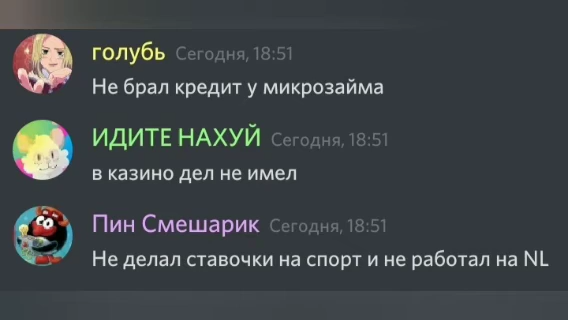 голубь Сегодня, 18:51
Не брал кредит у микрозайма
ИДИТЕ НАХУЙ Сегодня, 18:51
в казино дел не имел
Пин Смешарик Сегодня, 18:51
Не делал ставочки на спорт и не работал на NL